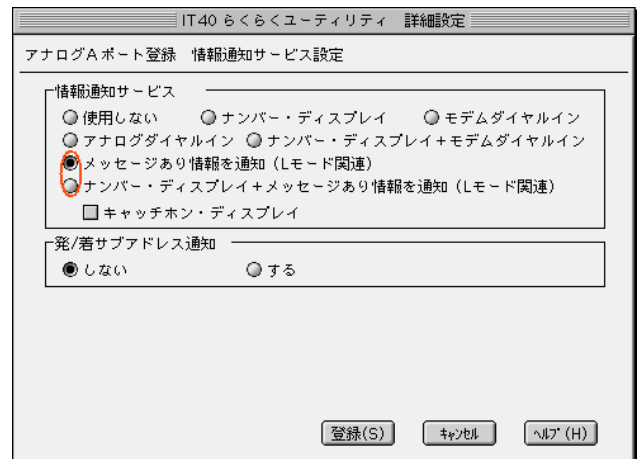 IT40 らくらくユーティリティ　詳細設定
アナログAポート登録　情報通知サービス設定
情報通知サービス
使用しない　ナンバー・ディスプレイ　モデムダイヤルイン
アナログダイヤルイン　ナンバー・ディスプレイ+モデムダイヤルイン
メッセージあり情報を通知（Lモード関連）
ナンバー・ディスプレイ+メッセージあり情報を通知（Lモード関連）
キャッチホン・ディスプレイ
発/着サブアドレス通知
しない　する
登録(S)　ｷｬﾝｾﾙ　ﾍﾙﾌﾟ(H)